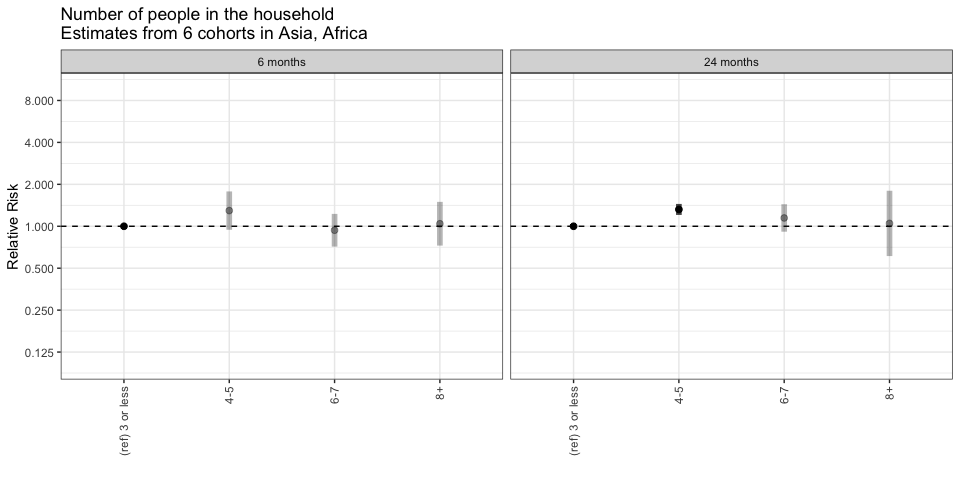 Number of people in the household
Estimates from 6 cohorts in Asia, Africa
6 months
24 months
Relative Risk
8.000
4.000
2.000
1.000
0.500
0.250
0.125
(ref) 3 or less
4-5
6-7
8+
(ref) 3 or less
4-5
6-7
8+